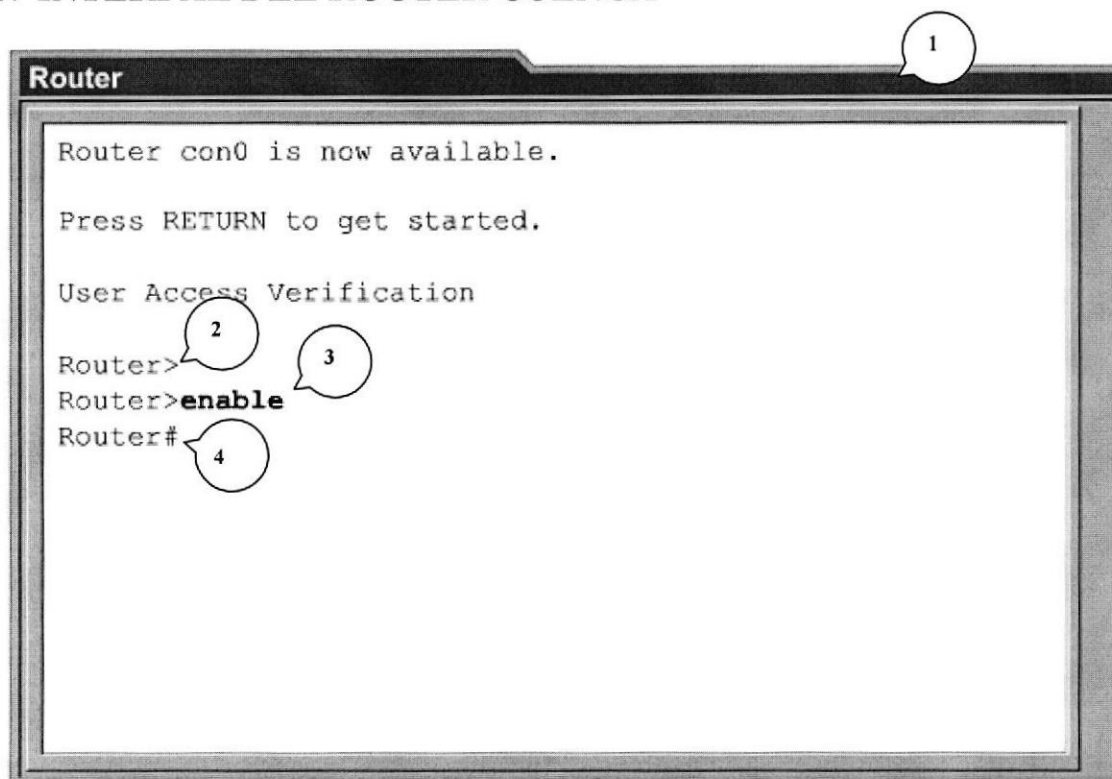 1
Router
Router con0 is now available.
Press RETURN to get started.
User Access Verification
2
Router>
3
Router>enable
Router#
4